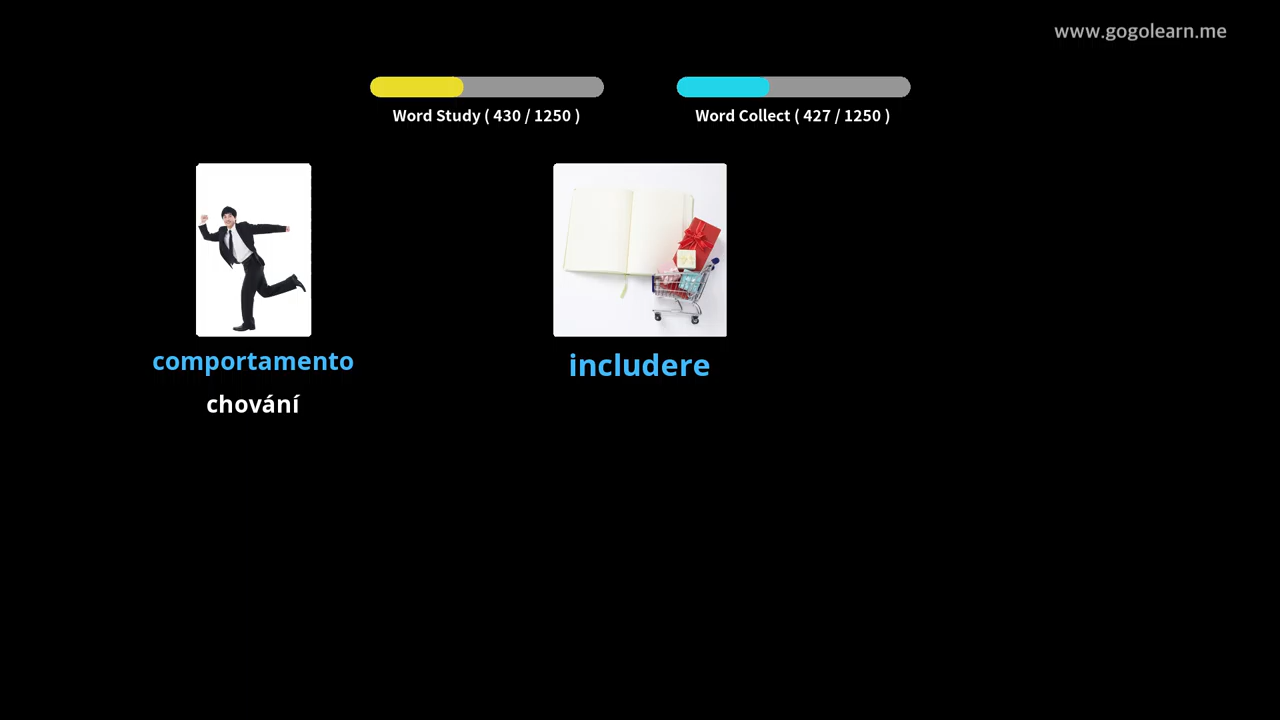 www.gogolearn.me
Word Study ( 430 / 1250 )
Word Collect ( 427 / 1250 )
comportamento
includere
chování